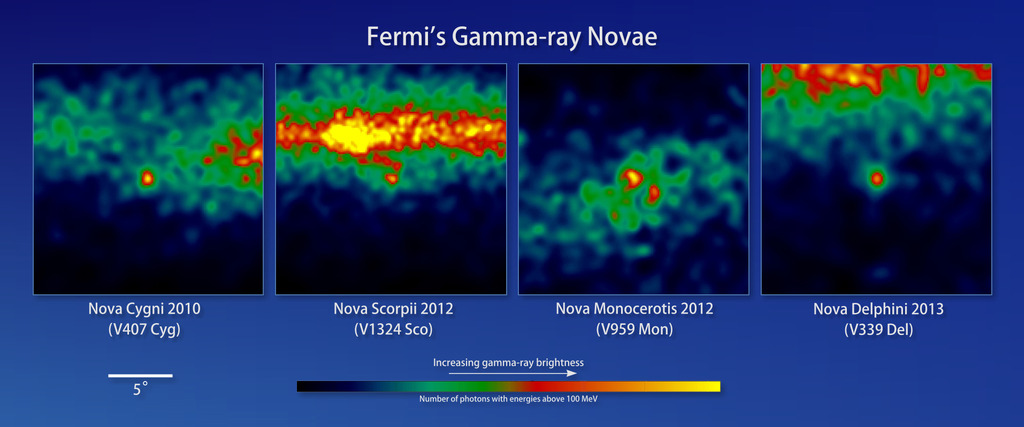 Fermi's Gamma-ray Novae
Nova Cygni 2010
(V407 Cyg)
Nova Scorpii 2012
(V1324 Sco)
Nova Monocerotis 2012
(V959 Mon)
Nova Delphini 2013
(V339 Del)
5°
Increasing gamma-ray brightness
Number of photons with energies above 100 MeV